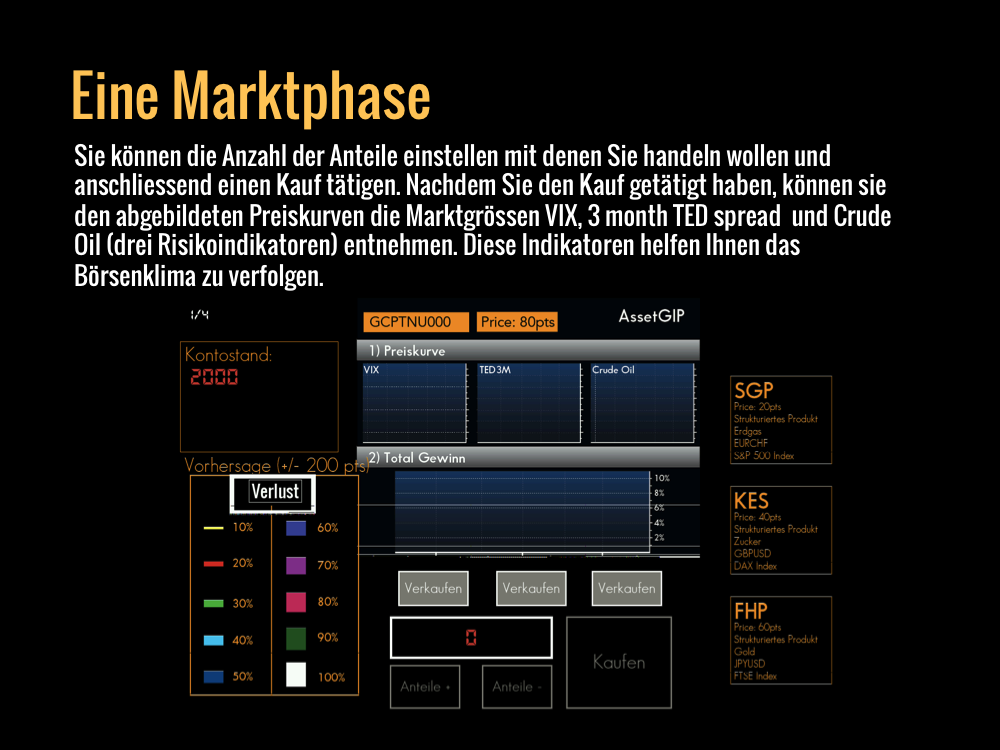 Eine Marktphase
Sie können die Anzahl der Anteile einstellen mit denen Sie handeln wollen und
anschliessend einen Kauf tätigen. Nachdem Sie den Kauf getätigt haben, können sie
den abgebildeten Preiskurven die Marktgrössen VIX, 3 month TED spread und Crude
Oil (drei Risikoindikatoren) entnehmen. Diese Indikatoren helfen Ihnen das
Börsenklima zu verfolgen.
1/4
Kontostand:
2000
Vorhersage (+/- 200 pts)
Verlust
10%
60%
20%
70%
30%
80%
40%
90%
50%
100%
GCPTNU000
Price: 80pts
AssetGIP
1) Preiskurve
VIX
TED3M
Crude Oil
2) Total Gewinn
10%
8%
6%
4%
2%
Verkaufen
Verkaufen
Verkaufen
0
Anteile +
Anteile -
Kaufen
SGP
Price: 20pts
Strukturiertes Produkt
Erdgas
EURCHF
S&P 500 Index
KES
Price: 40pts
Strukturiertes Produkt
Zucker
GBPUSD
DAX Index
FHP
Price: 60pts
Strukturiertes Produkt
Gold
JPYUSD
FTSE Index